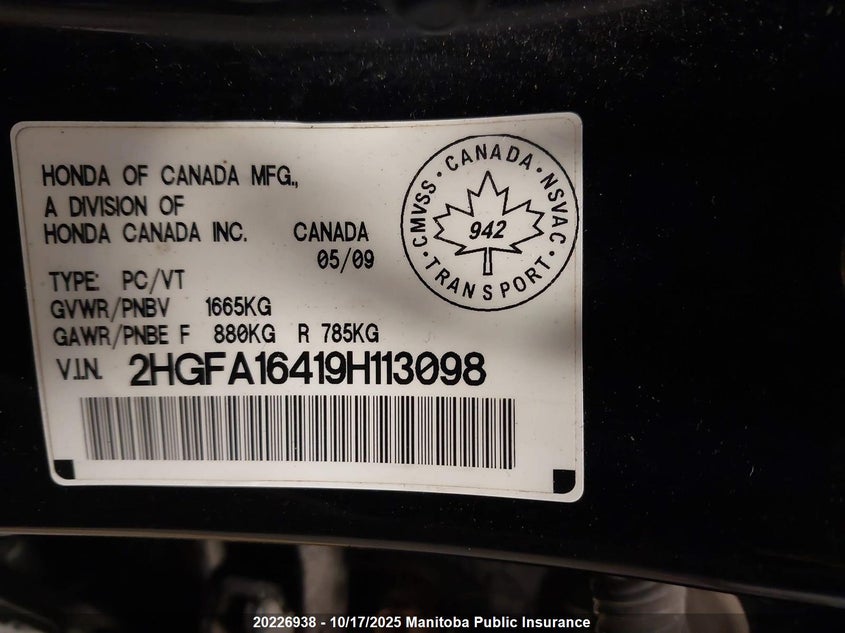 HONDA OF CANADA MFG.,
A DIVISION OF
HONDA CANADA INC. CANADA
05/09
TYPE: PC/VT
GVWR/PNBV 1665KG
GAWR/PNBE F 880KG R 785KG
V.I.N. 2HGFA16419H113098
CMVSS · CANADA · NSVAC · TRANSPORT ·
942
20226938 - 10/17/2025 Manitoba Public Insurance